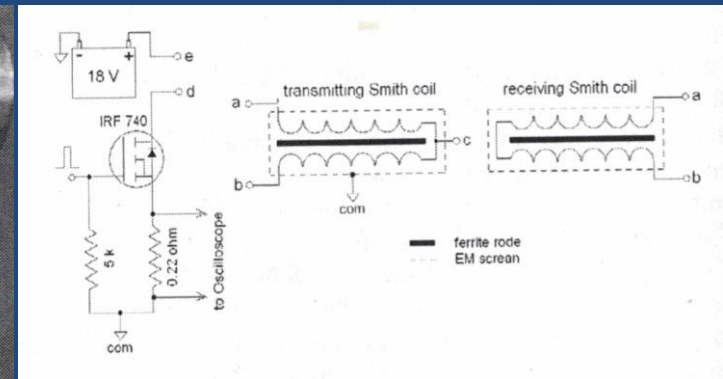 - +
18 V
e
d
IRF 740
5 k
0.22 ohm
to Oscilloscope
com
transmitting Smith coil
a
b
c
com
receiving Smith coil
a
b
ferrite rode
EM screan